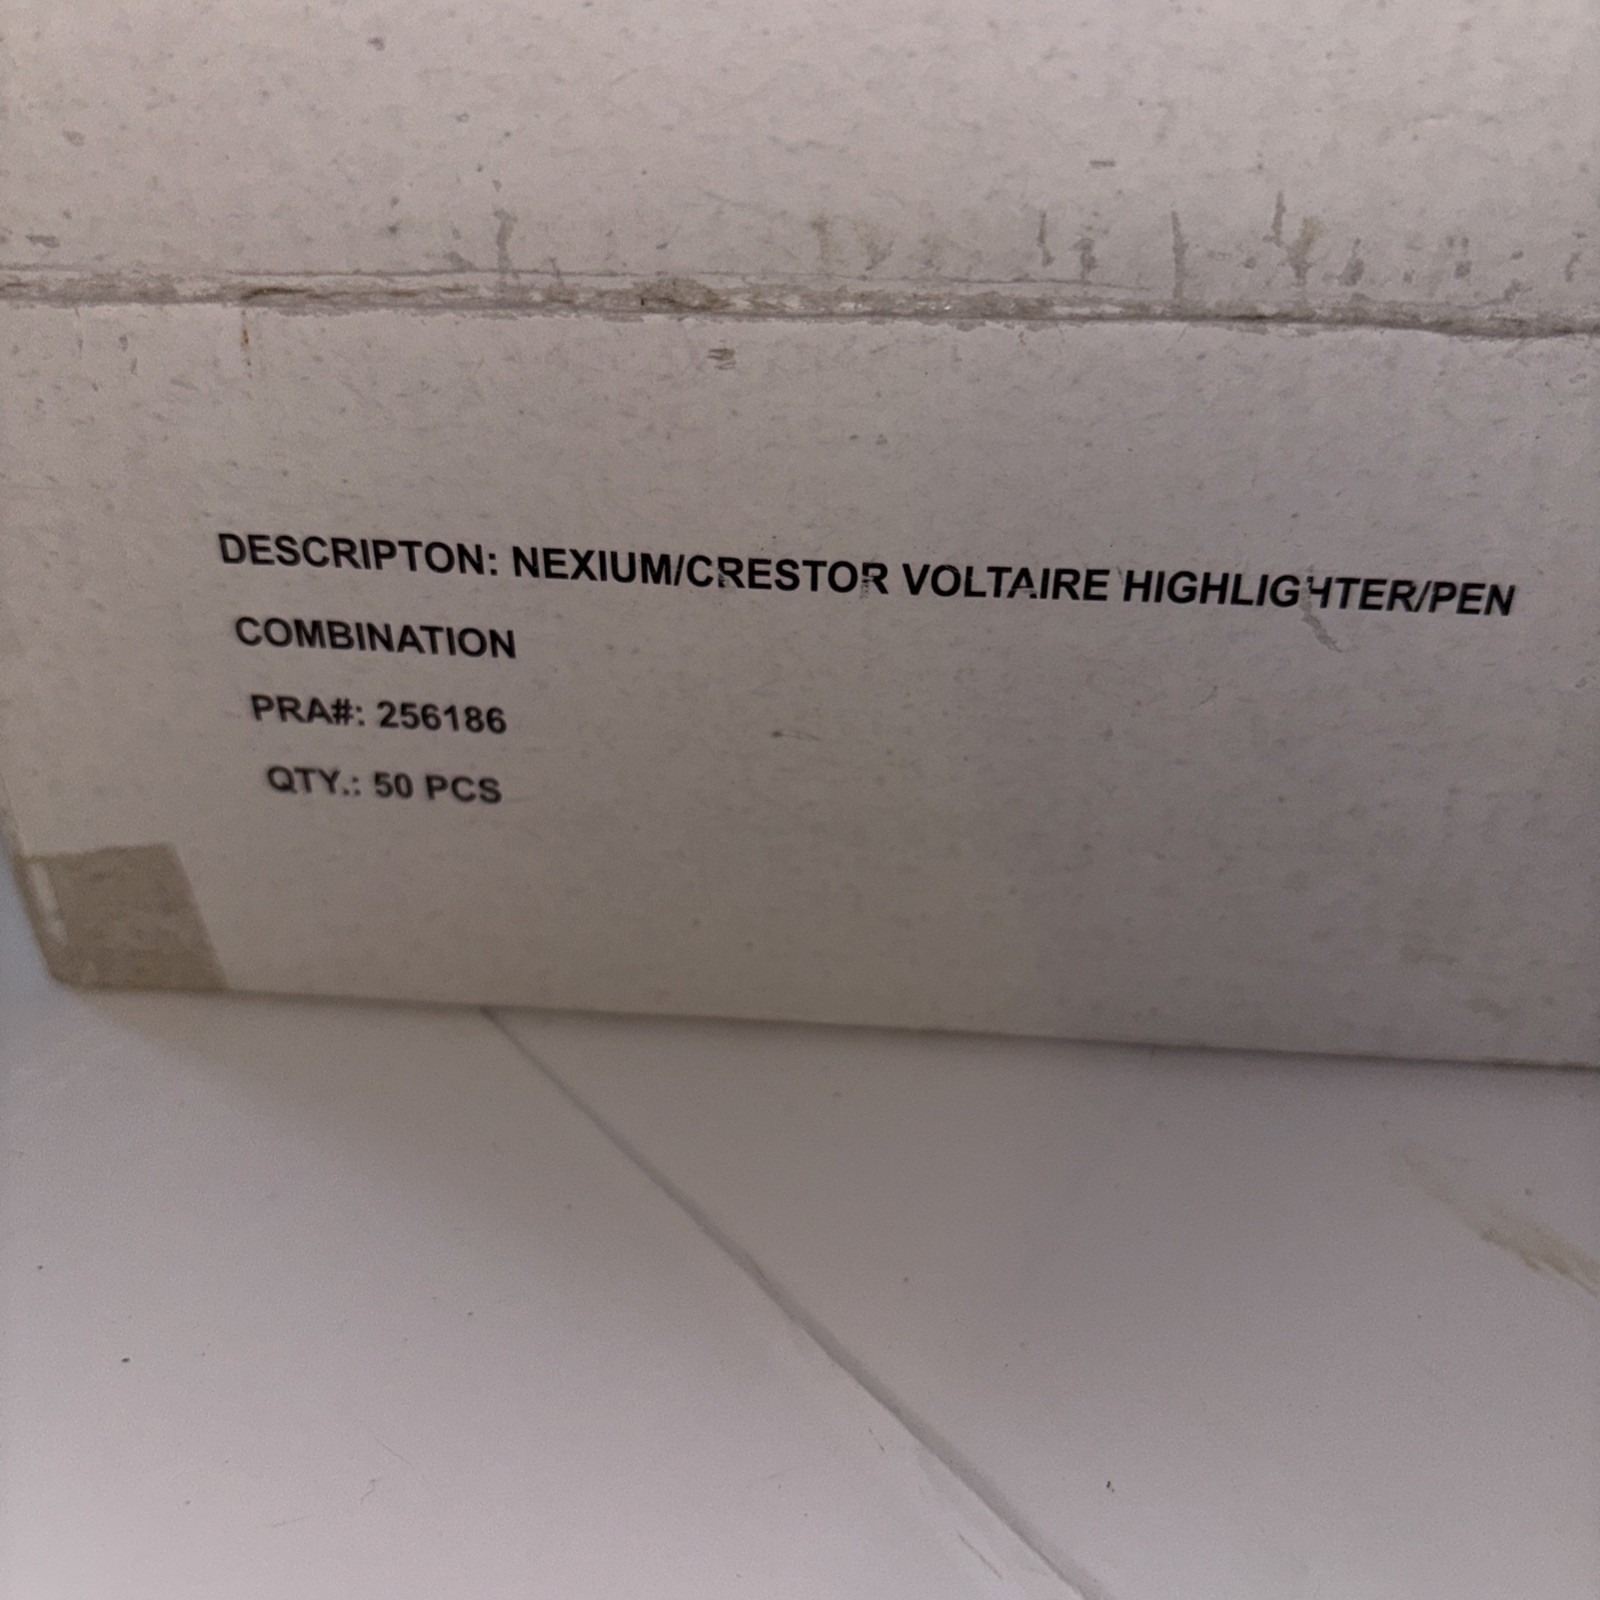 DESCRIPTON: NEXIUM/CRESTOR VOLTAIRE HIGHLIGHTER/PEN
COMBINATION
PRA#: 256186
QTY.: 50 PCS